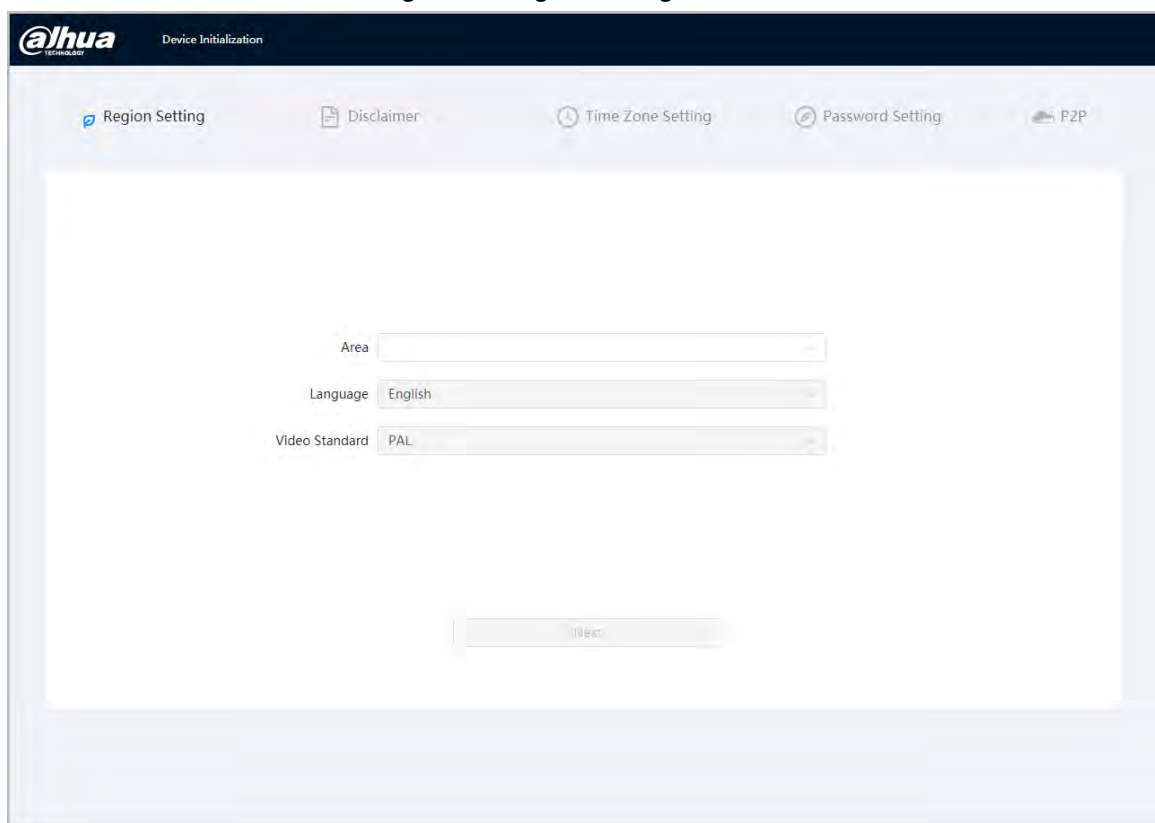 alhua
TECHNOLOGY
Device Initialization
Region Setting
Disclaimer
Time Zone Setting
Password Setting
P2P
Area
Language English
Video Standard PAL
Next